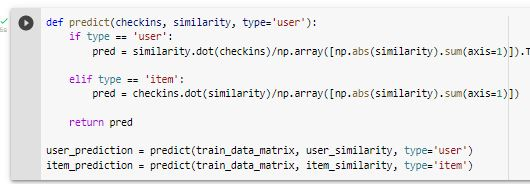 def predict(checkins, similarity, type='user'):
if type == 'user':
pred = similarity.dot(checkins)/np.array([np.abs(similarity).sum(axis=1)]).T
elif type == 'item':
pred = checkins.dot(similarity)/np.array([np.abs(similarity).sum(axis=1)])
return pred
user_prediction = predict(train_data_matrix, user_similarity, type='user')
item_prediction = predict(train_data_matrix, item_similarity, type='item')